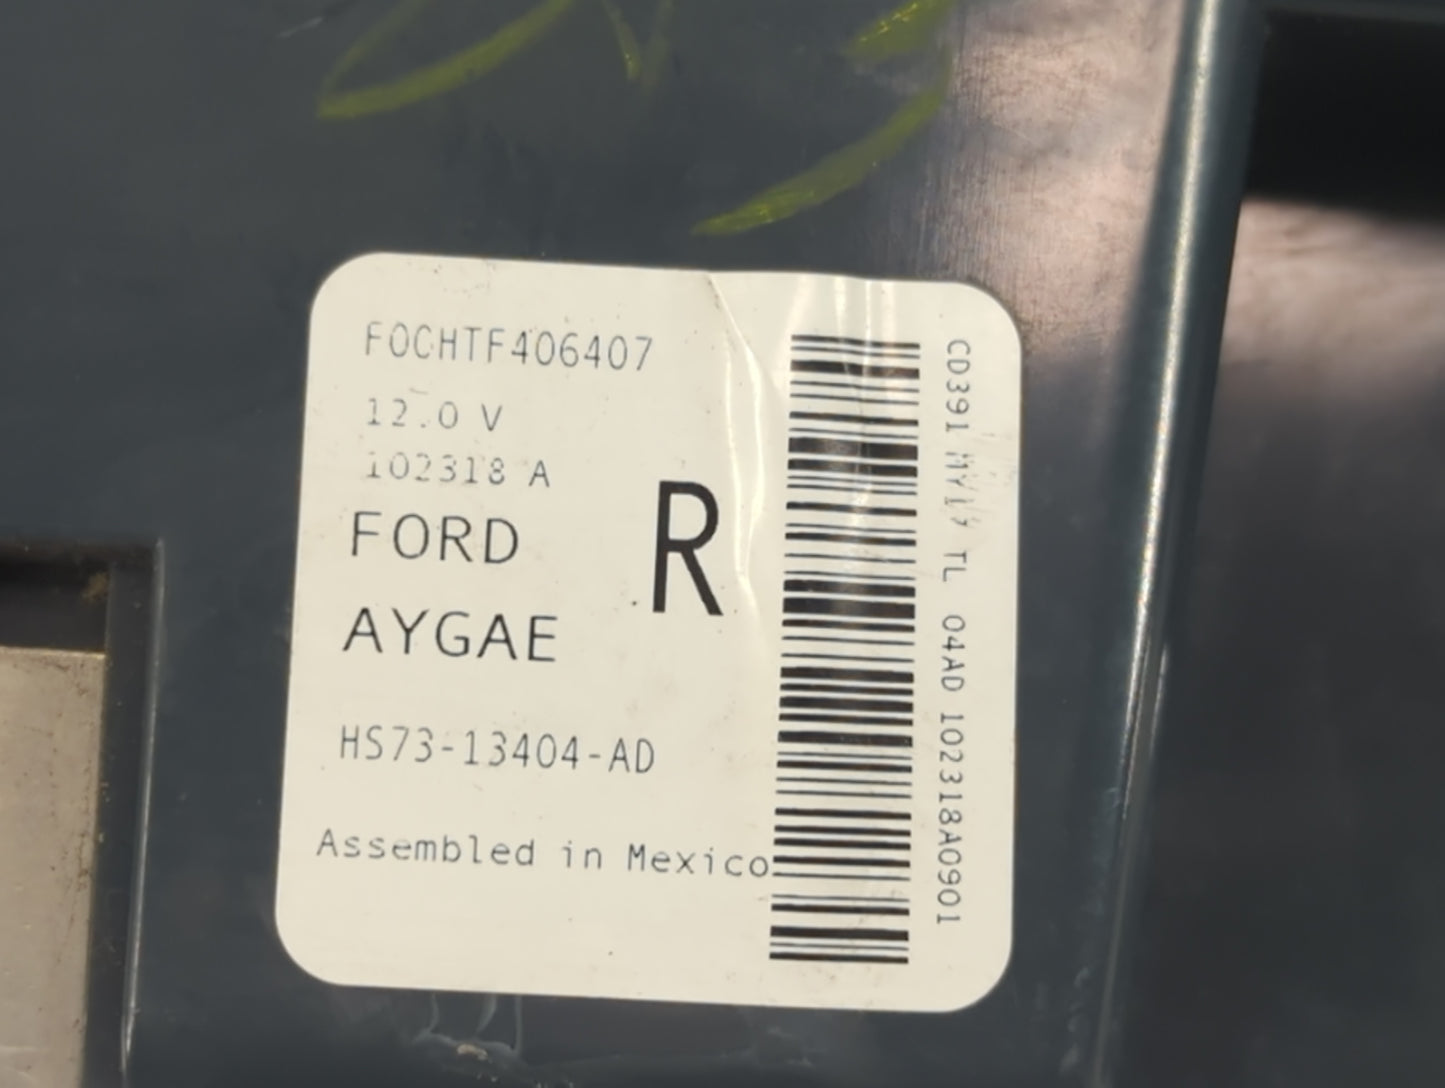 FOCHTF406407
12.0 V
102318 A
FORD
R
AYGAE
HS73-13404-AD
Assembled in Mexico
CD391 MY17 TL 04AD 102318A0901